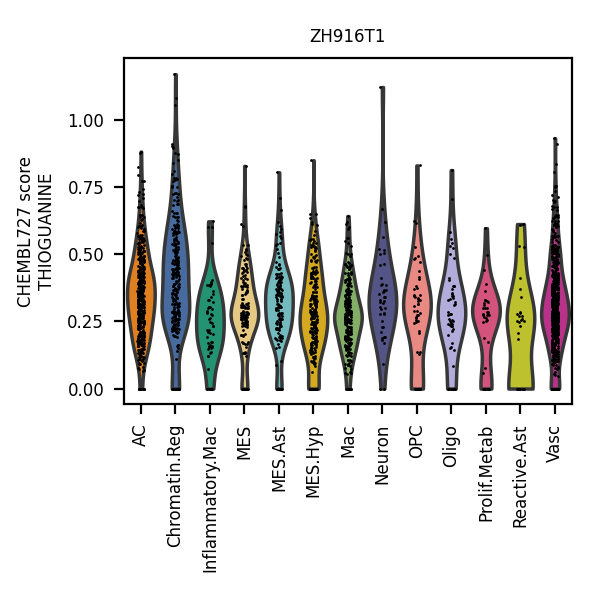 ZH916T1
CHEMBL727 score
THIOGUANINE
1.00
0.75
0.50
0.25
0.00
AC
Chromatin.Reg
Inflammatory.Mac
MES
MES.Ast
MES.Hyp
Mac
Neuron
OPC
Oligo
Prolif.Metab
Reactive.Ast
Vasc